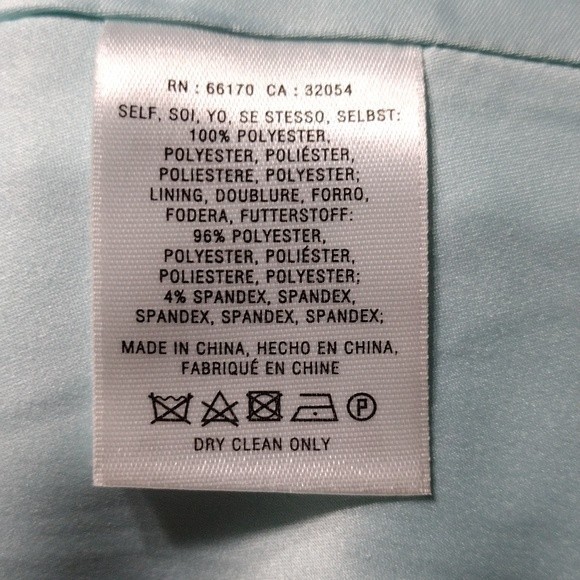 RN : 66170 CA : 32054
SELF, SOI, YO, SE STESSO, SELBST:
100% POLYESTER,
POLYESTER, POLIÉSTER,
POLIESTERE, POLYESTER;
LINING, DOUBLURE, FORRO,
FODERA, FUTTERSTOFF:
96% POLYESTER,
POLYESTER, POLIÉSTER,
POLIESTERE, POLYESTER;
4% SPANDEX, SPANDEX,
SPANDEX, SPANDEX, SPANDEX;
MADE IN CHINA, HECHO EN CHINA,
FABRIQUÉ EN CHINE
P
DRY CLEAN ONLY